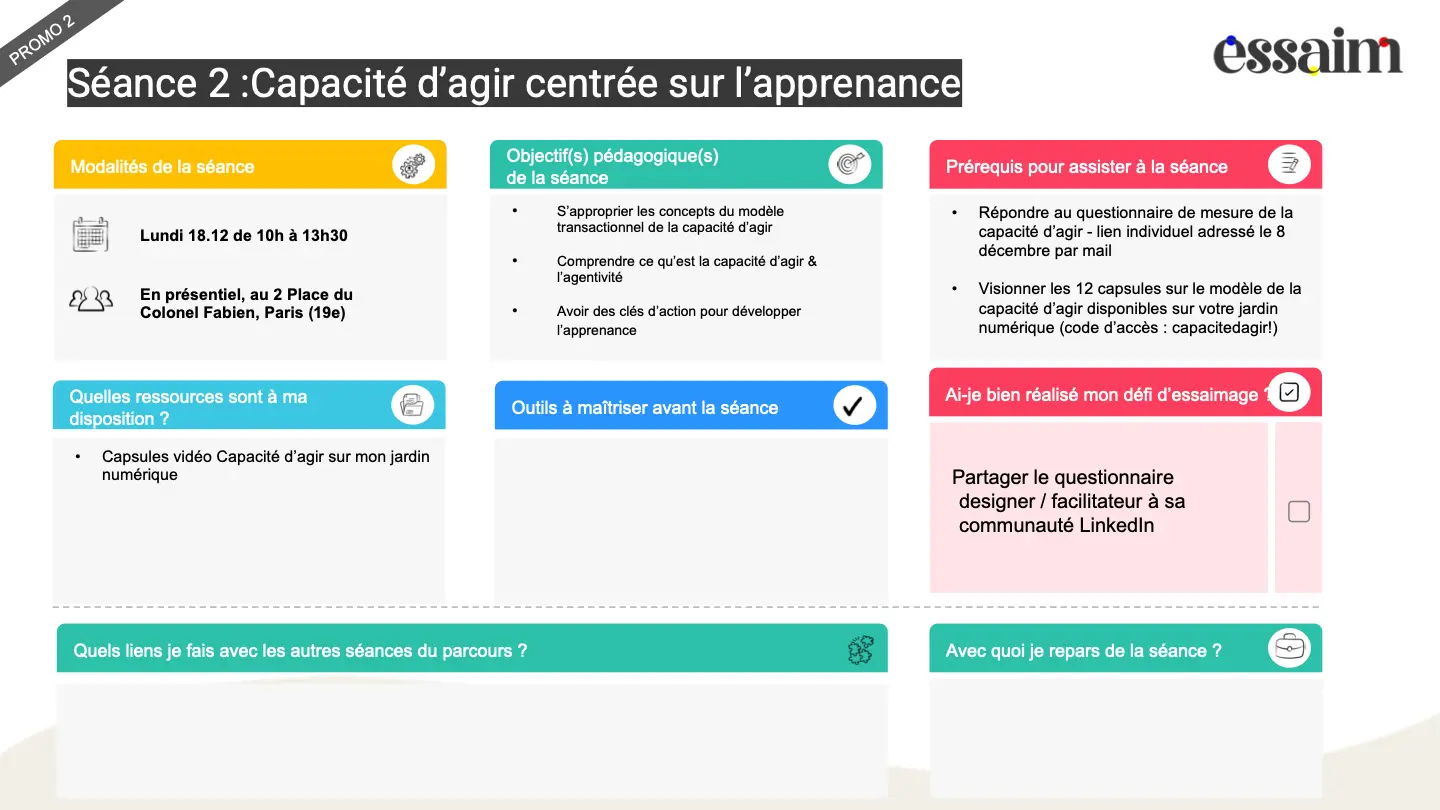 PROMO 2
essaim
Séance 2 :Capacité d’agir centrée sur l’apprenance
Modalités de la séance
Lundi 18.12 de 10h à 13h30
En présentiel, au 2 Place du
Colonel Fabien, Paris (19e)
Objectif(s) pédagogique(s)
de la séance
• S’approprier les concepts du modèle
transactionnel de la capacité d’agir
• Comprendre ce qu’est la capacité d’agir &
l’agentivité
• Avoir des clés d’action pour développer
l’apprenance
Prérequis pour assister à la séance
• Répondre au questionnaire de mesure de la
capacité d’agir - lien individuel adressé le 8
décembre par mail
• Visionner les 12 capsules sur le modèle de la
capacité d’agir disponibles sur votre jardin
numérique (code d’accès : capacitedagir!)
Quelles ressources sont à ma
disposition ?
• Capsules vidéo Capacité d’agir sur mon jardin
numérique
Outils à maîtriser avant la séance
Ai-je bien réalisé mon défi d’essaimage ?
Partager le questionnaire
designer / facilitateur à sa
communauté LinkedIn
Quels liens je fais avec les autres séances du parcours ?
Avec quoi je repars de la séance ?